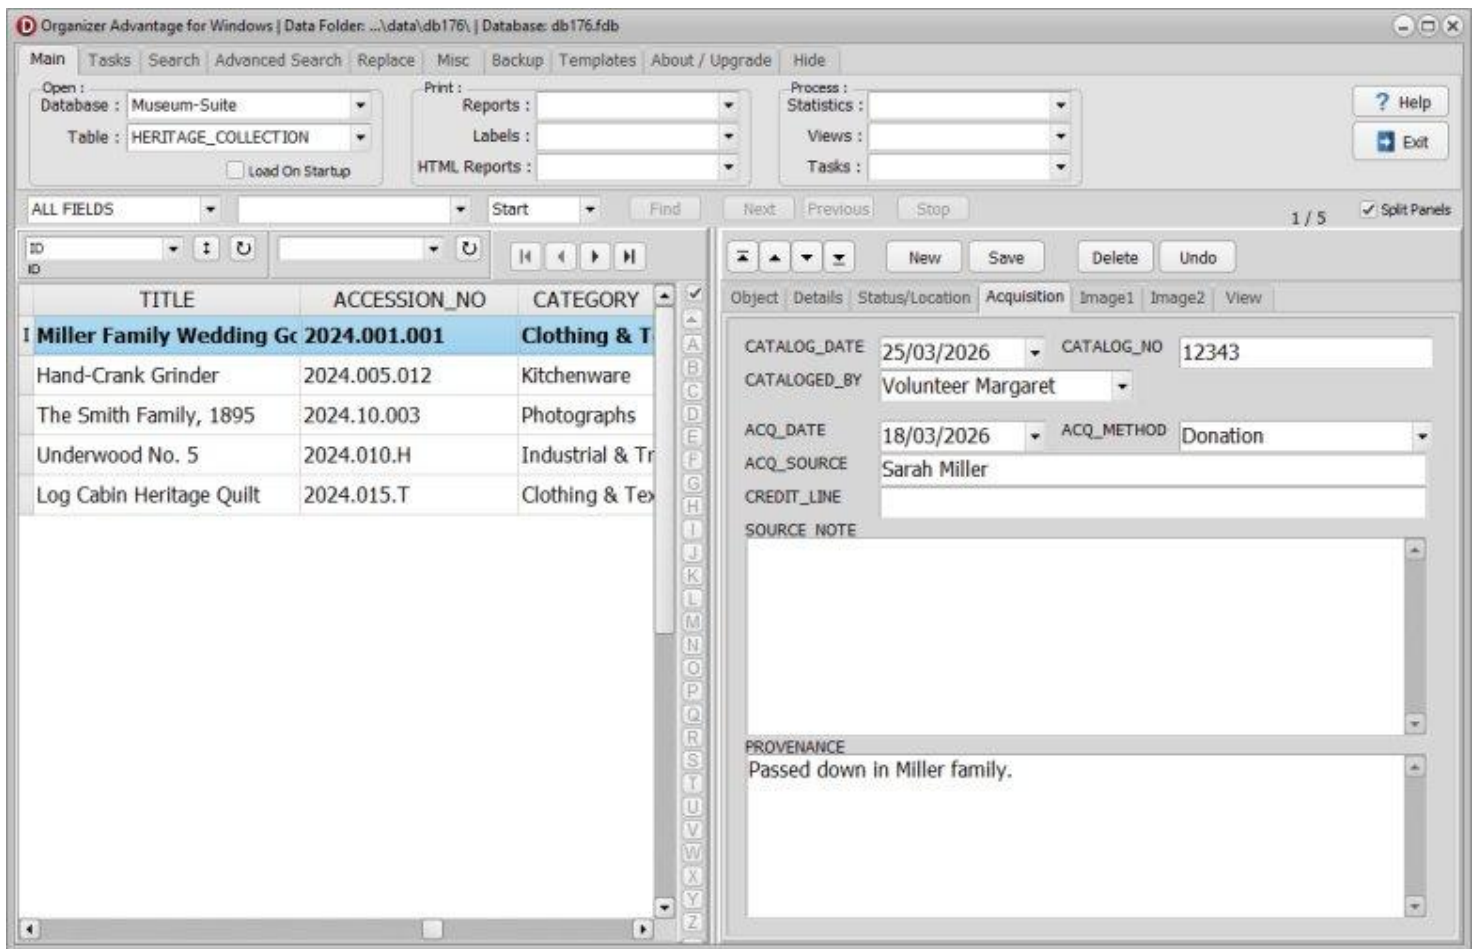 Organizer Advantage for Windows | Data Folder: ...\data\db176\ | Database: db176.fdb
Main Tasks Search Advanced Search Replace Misc Backup Templates About / Upgrade Hide
Open : Print : Process :
Database : Museum-Suite Reports : Statistics : ? Help
Table : HERITAGE_COLLECTION Labels : Views : Exit
Load On Startup HTML Reports : Tasks :
ALL FIELDS Start Find Next Previous Stop 1 / 5 Split Panels
ID
ID
New Save Delete Undo
TITLE ACCESSION_NO CATEGORY
Miller Family Wedding Gc 2024.001.001 Clothing & T
Hand-Crank Grinder 2024.005.012 Kitchenware
The Smith Family, 1895 2024.10.003 Photographs
Underwood No. 5 2024.010.H Industrial & Tr
Log Cabin Heritage Quilt 2024.015.T Clothing & Tex
A
B
C
D
E
F
G
H
I
J
K
L
M
N
O
P
Q
R
S
T
U
V
W
X
Y
Z
Object Details Status/Location Acquisition Image1 Image2 View
CATALOG_DATE 25/03/2026 CATALOG_NO 12343
CATALOGED_BY Volunteer Margaret
ACQ_DATE 18/03/2026 ACQ_METHOD Donation
ACQ_SOURCE Sarah Miller
CREDIT_LINE
SOURCE_NOTE
PROVENANCE
Passed down in Miller family.